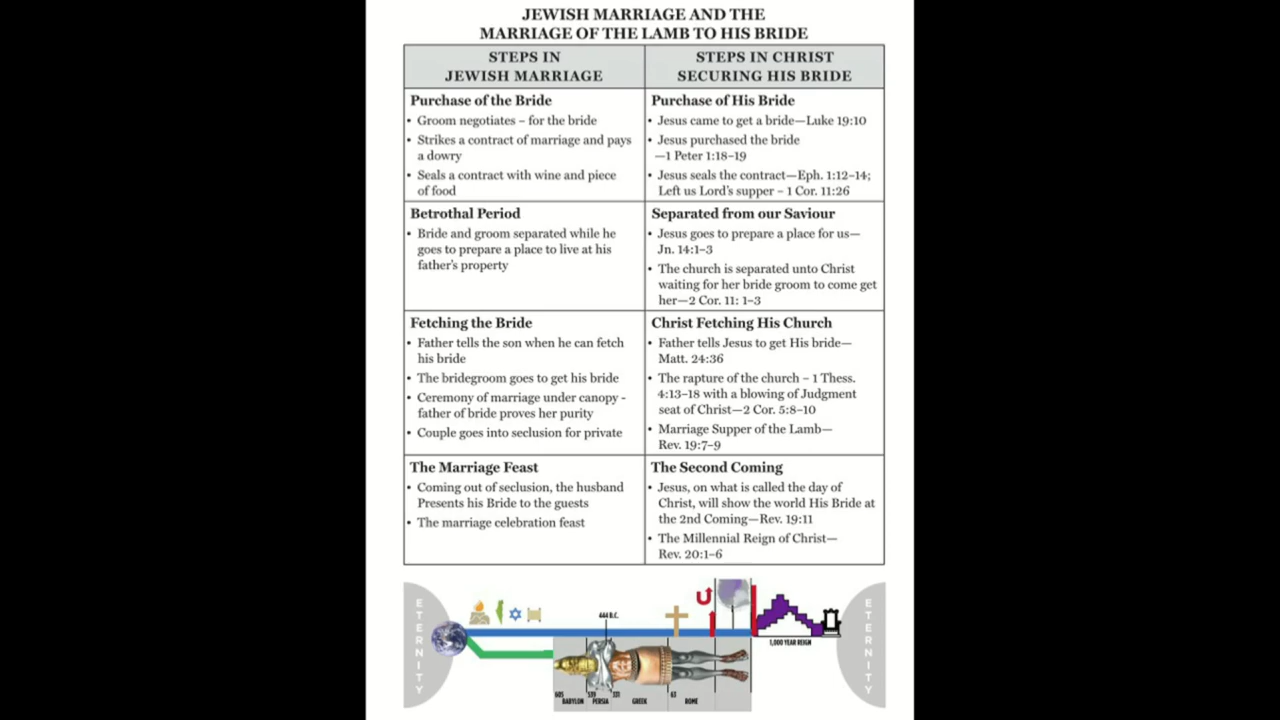 JEWISH MARRIAGE AND THE
MARRIAGE OF THE LAMB TO HIS BRIDE
STEPS IN
JEWISH MARRIAGE
STEPS IN CHRIST
SECURING HIS BRIDE
Purchase of the Bride
• Groom negotiates – for the bride
• Strikes a contract of marriage and pays
a dowry
• Seals a contract with wine and piece
of food
Purchase of His Bride
• Jesus came to get a bride—Luke 19:10
• Jesus purchased the bride
—1 Peter 1:18–19
• Jesus seals the contract—Eph. 1:12–14;
Left us Lord's supper – 1 Cor. 11:26
Betrothal Period
• Bride and groom separated while he
goes to prepare a place to live at his
father's property
Separated from our Saviour
• Jesus goes to prepare a place for us—
Jn. 14:1–3
• The church is separated unto Christ
waiting for her bride groom to come get
her—2 Cor. 11: 1–3
Fetching the Bride
• Father tells the son when he can fetch
his bride
• The bridegroom goes to get his bride
• Ceremony of marriage under canopy -
father of bride proves her purity
• Couple goes into seclusion for private
Christ Fetching His Church
• Father tells Jesus to get His bride—
Matt. 24:36
• The rapture of the church – 1 Thess.
4:13–18 with a blowing of Judgment
seat of Christ—2 Cor. 5:8–10
• Marriage Supper of the Lamb—
Rev. 19:7–9
The Marriage Feast
• Coming out of seclusion, the husband
Presents his Bride to the guests
• The marriage celebration feast
The Second Coming
• Jesus, on what is called the day of
Christ, will show the world His Bride at
the 2nd Coming—Rev. 19:11
• The Millennial Reign of Christ—
Rev. 20:1–6
ETERNITY
444 B.C.
1,000 YEAR REIGN
ETERNITY
605 539 331 63
BABYLON PERSIA GREEK ROME